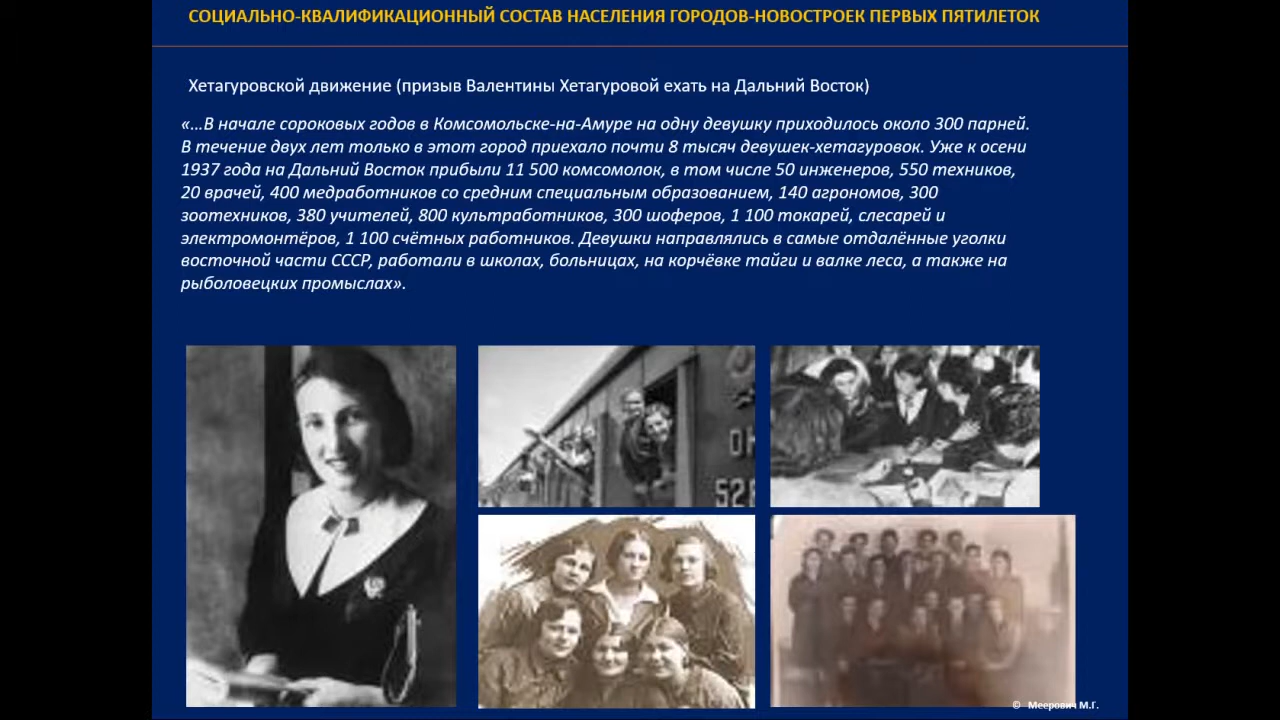 СОЦИАЛЬНО-КВАЛИФИКАЦИОННЫЙ СОСТАВ НАСЕЛЕНИЯ ГОРОДОВ-НОВОСТРОЕК ПЕРВЫХ ПЯТИЛЕТОК
Хетагуровской движение (призыв Валентины Хетагуровой ехать на Дальний Восток)
«…В начале сороковых годов в Комсомольске-на-Амуре на одну девушку приходилось около 300 парней.
В течение двух лет только в этот город приехало почти 8 тысяч девушек-хетагуровок. Уже к осени
1937 года на Дальний Восток прибыли 11 500 комсомолок, в том числе 50 инженеров, 550 техников,
20 врачей, 400 медработников со средним специальным образованием, 140 агрономов, 300
зоотехников, 380 учителей, 800 культработников, 300 шоферов, 1 100 токарей, слесарей и
электромонтёров, 1 100 счётных работников. Девушки направлялись в самые отдалённые уголки
восточной части СССР, работали в школах, больницах, на корчёвке тайги и валке леса, а также на
рыболовецких промыслах».
528
© Меерович М.Г.